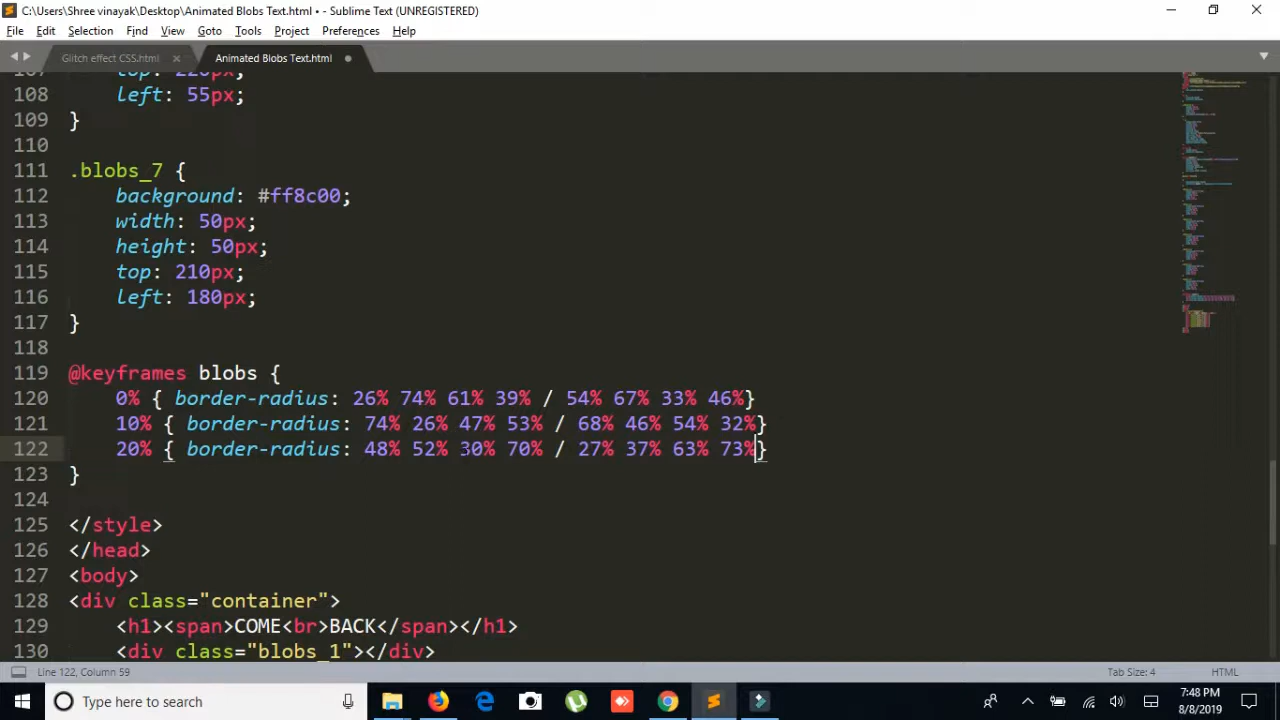 C:\Users\Shree vinayak\Desktop\Animated Blobs Text.html • - Sublime Text (UNREGISTERED)
File Edit Selection Find View Goto Tools Project Preferences Help
Glitch effect CSS.html Animated Blobs Text.html
107 top: 220px;
108 left: 55px;
109 }
110
111 .blobs_7 {
112 background: #ff8c00;
113 width: 50px;
114 height: 50px;
115 top: 210px;
116 left: 180px;
117 }
118
119 @keyframes blobs {
120 0% { border-radius: 26% 74% 61% 39% / 54% 67% 33% 46%}
121 10% { border-radius: 74% 26% 47% 53% / 68% 46% 54% 32%}
122 20% { border-radius: 48% 52% 30% 70% / 27% 37% 63% 73%}
123 }
124
125 </style>
126 </head>
127 <body>
128 <div class="container">
129 <h1><span>COME<br>BACK</span></h1>
130 <div class="blobs_1"></div>
Line 122, Column 59 Tab Size: 4 HTML
Type here to search
7:48 PM
8/8/2019